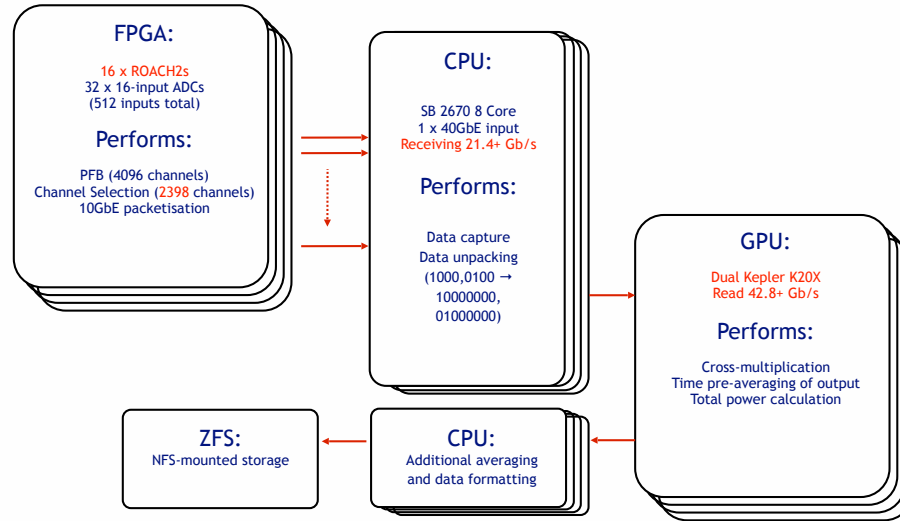 FPGA:
16 x ROACH2s
32 x 16-input ADCs
(512 inputs total)
Performs:
PFB (4096 channels)
Channel Selection (2398 channels)
10GbE packetisation
CPU:
SB 2670 8 Core
1 x 40GbE input
Receiving 21.4+ Gb/s
Performs:
Data capture
Data unpacking
(1000,0100 →
10000000,
01000000)
GPU:
Dual Kepler K20X
Read 42.8+ Gb/s
Performs:
Cross-multiplication
Time pre-averaging of output
Total power calculation
ZFS:
NFS-mounted storage
CPU:
Additional averaging
and data formatting